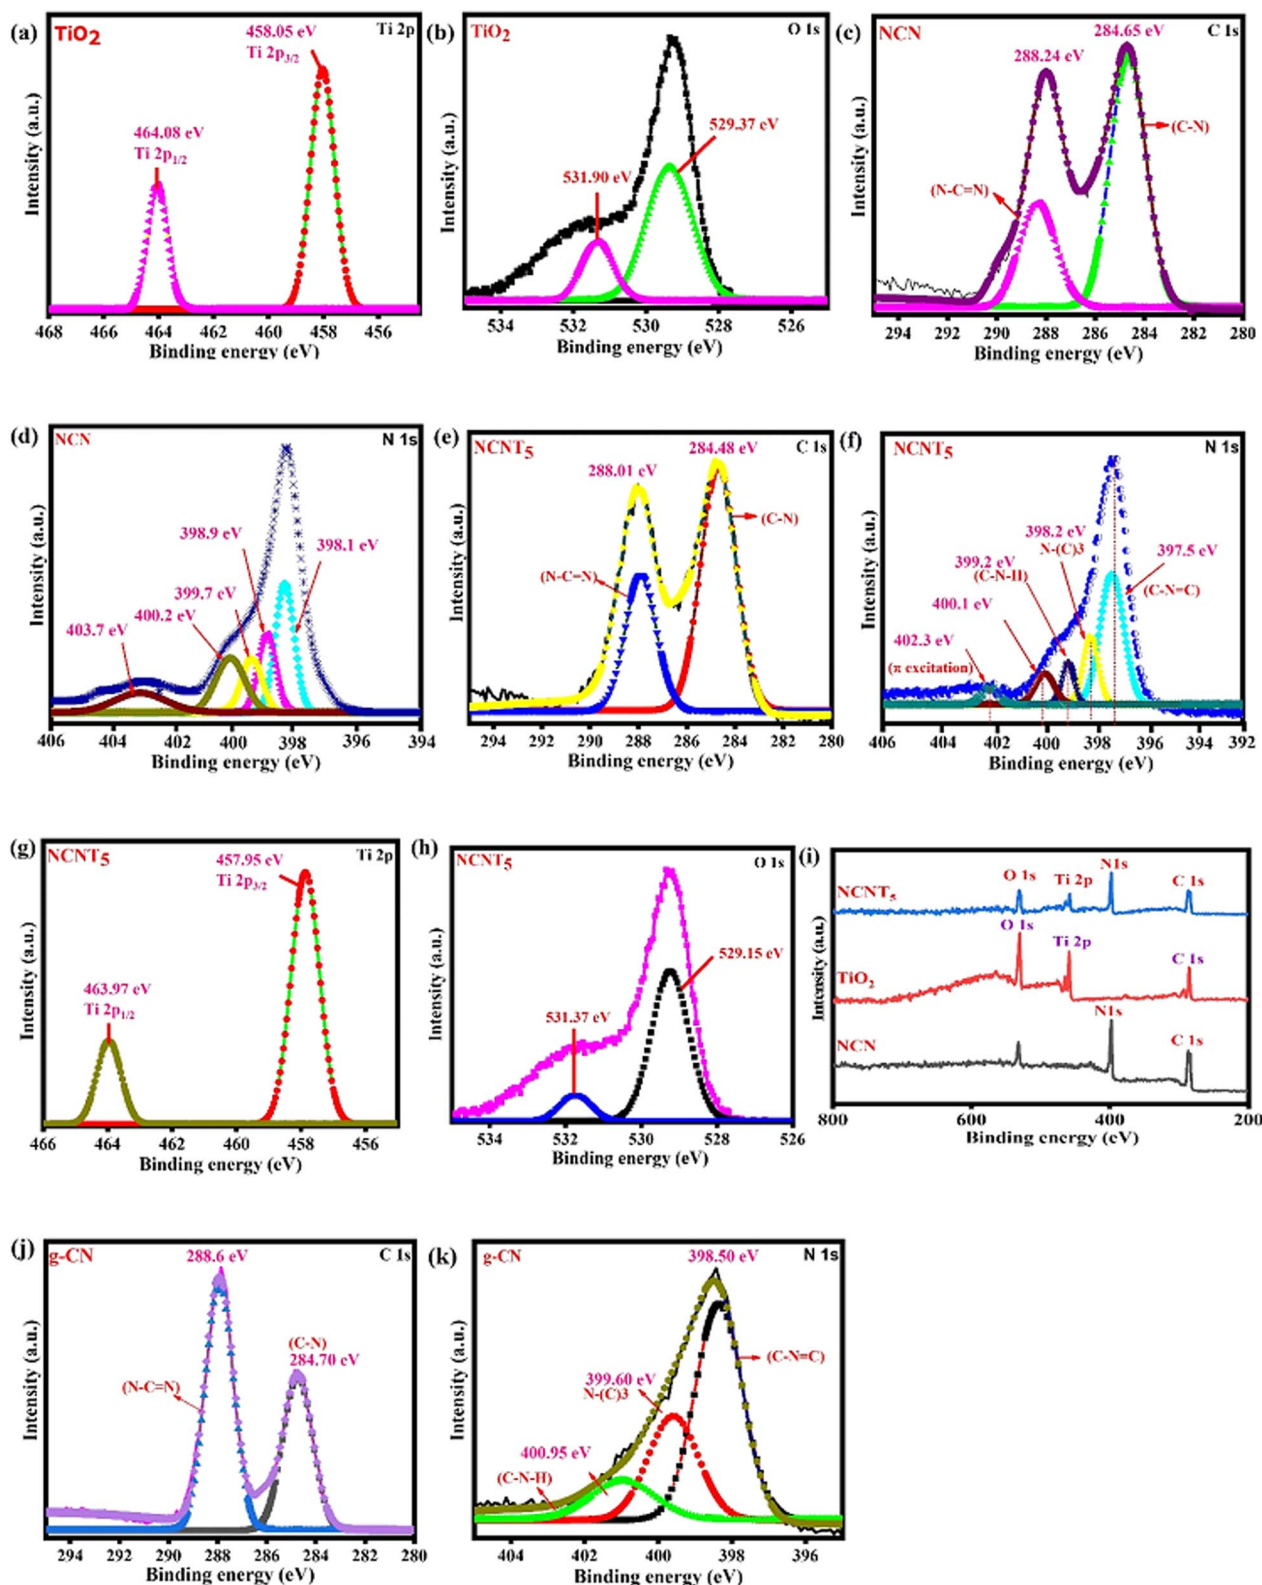 (a)
TiO2
458.05 eV
Ti 2p3/2
Ti 2p
464.08 eV
Ti 2p1/2
Intensity (a.u.)
468 466 464 462 460 458 456
Binding energy (eV)
(b)
TiO2
O 1s
529.37 eV
531.90 eV
Intensity (a.u.)
534 532 530 528 526
Binding energy (eV)
(c)
NCN
284.65 eV
C 1s
288.24 eV
(C-N)
(N-C=N)
Intensity (a.u.)
294 292 290 288 286 284 282 280
Binding energy (eV)
(d)
NCN
N 1s
398.9 eV
398.1 eV
399.7 eV
400.2 eV
403.7 eV
Intensity (a.u.)
406 404 402 400 398 396 394
Binding energy (eV)
(e)
NCNT5
284.48 eV
C 1s
288.01 eV
(C-N)
(N-C=N)
Intensity (a.u.)
295 294 292 290 288 286 284 282 280
Binding energy (eV)
(f)
NCNT5
N 1s
398.2 eV
N-(C)3
397.5 eV
399.2 eV
(C-N-H)
(C-N=C)
400.1 eV
402.3 eV
(π excitation)
Intensity (a.u.)
406 404 402 400 398 396 394 392
Binding energy (eV)
(g)
NCNT5
457.95 eV
Ti 2p3/2
Ti 2p
463.97 eV
Ti 2p1/2
Intensity (a.u.)
466 464 462 460 458 456
Binding energy (eV)
(h)
NCNT5
O 1s
529.15 eV
531.37 eV
Intensity (a.u.)
534 532 530 528 526
Binding energy (eV)
(i)
NCNT5
O 1s
Ti 2p
N1s
C 1s
TiO2
O 1s
Ti 2p
C 1s
NCN
N1s
C 1s
Intensity (a.u.)
800 600 400 200
Binding energy (eV)
(j)
g-CN
288.6 eV
C 1s
(C-N)
284.70 eV
(N-C=N)
Intensity (a.u.)
294 292 290 288 286 284 282 280
Binding energy (eV)
(k)
g-CN
398.50 eV
N 1s
(C-N=C)
399.60 eV
N-(C)3
400.95 eV
(C-N-H)
Intensity (a.u.)
404 402 400 398 396
Binding energy (eV)